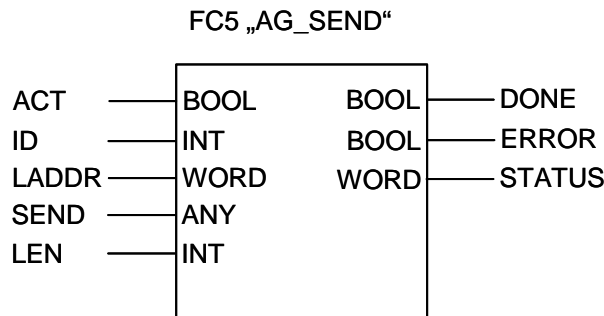 FC5 „AG_SEND“
ACT BOOL BOOL DONE
ID INT BOOL ERROR
LADDR WORD WORD STATUS
SEND ANY
LEN INT